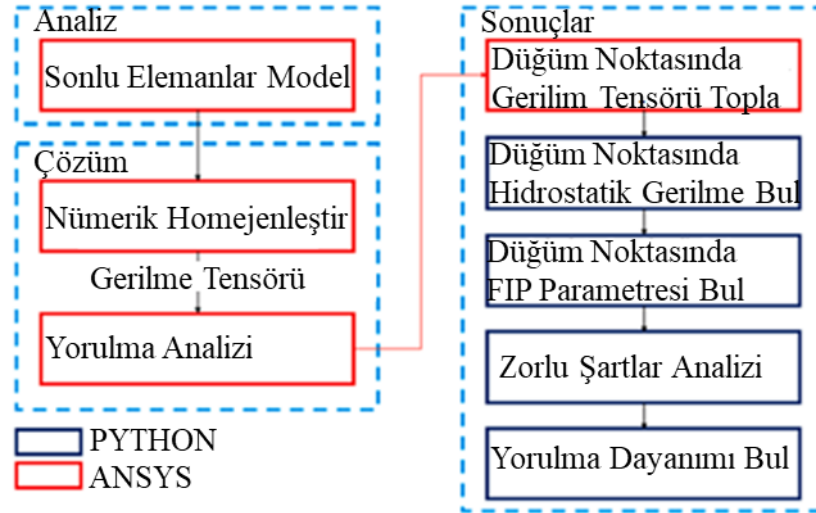 Analiz
Sonlu Elemanlar Model
Çözüm
Nümerik Homejenleştir
Gerilme Tensörü
Yorulma Analizi
PYTHON
ANSYS
Sonuçlar
Düğüm Noktasında
Gerilim Tensörü Topla
Düğüm Noktasında
Hidrostatik Gerilme Bul
Düğüm Noktasında
FIP Parametresi Bul
Zorlu Şartlar Analizi
Yorulma Dayanımı Bul